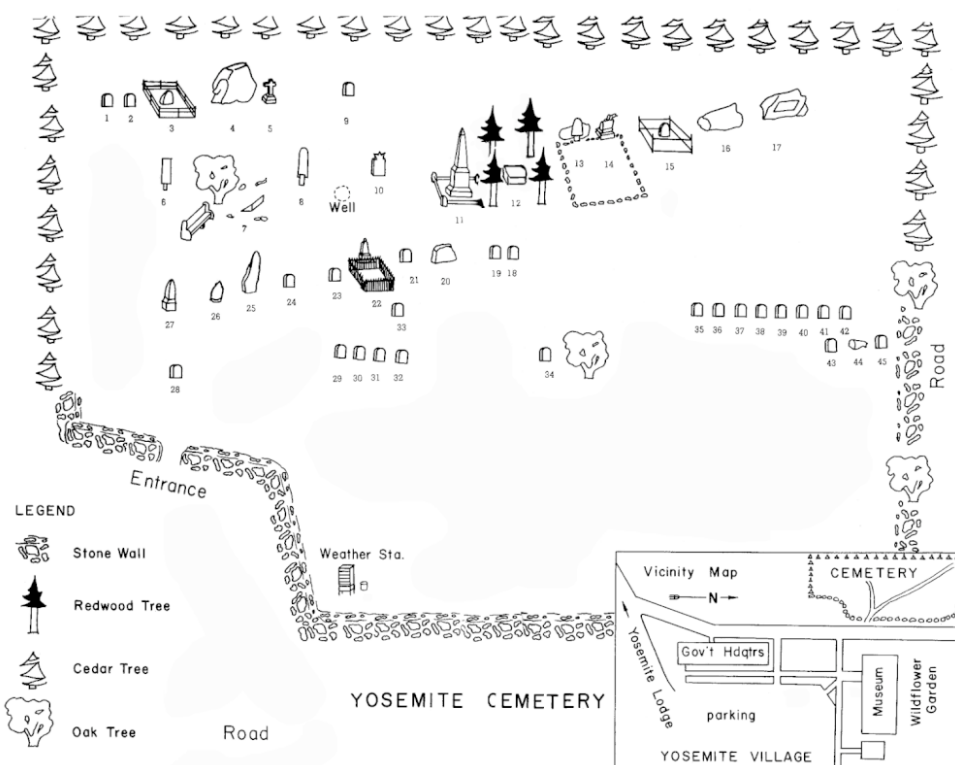 1
2
3
4
5
9
6
7
8
Well
10
11
12
13
14
15
16
17
27
26
25
24
23
22
21
20
19
18
33
28
29
30
31
32
34
35
36
37
38
39
40
41
42
43
44
45
Road
Entrance
LEGEND
Stone Wall
Redwood Tree
Cedar Tree
Oak Tree
Road
Weather Sta.
YOSEMITE CEMETERY
Vicinity Map
N
CEMETERY
Yosemite Lodge
Gov't Hdqtrs
parking
Museum
Wildflower
Garden
YOSEMITE VILLAGE